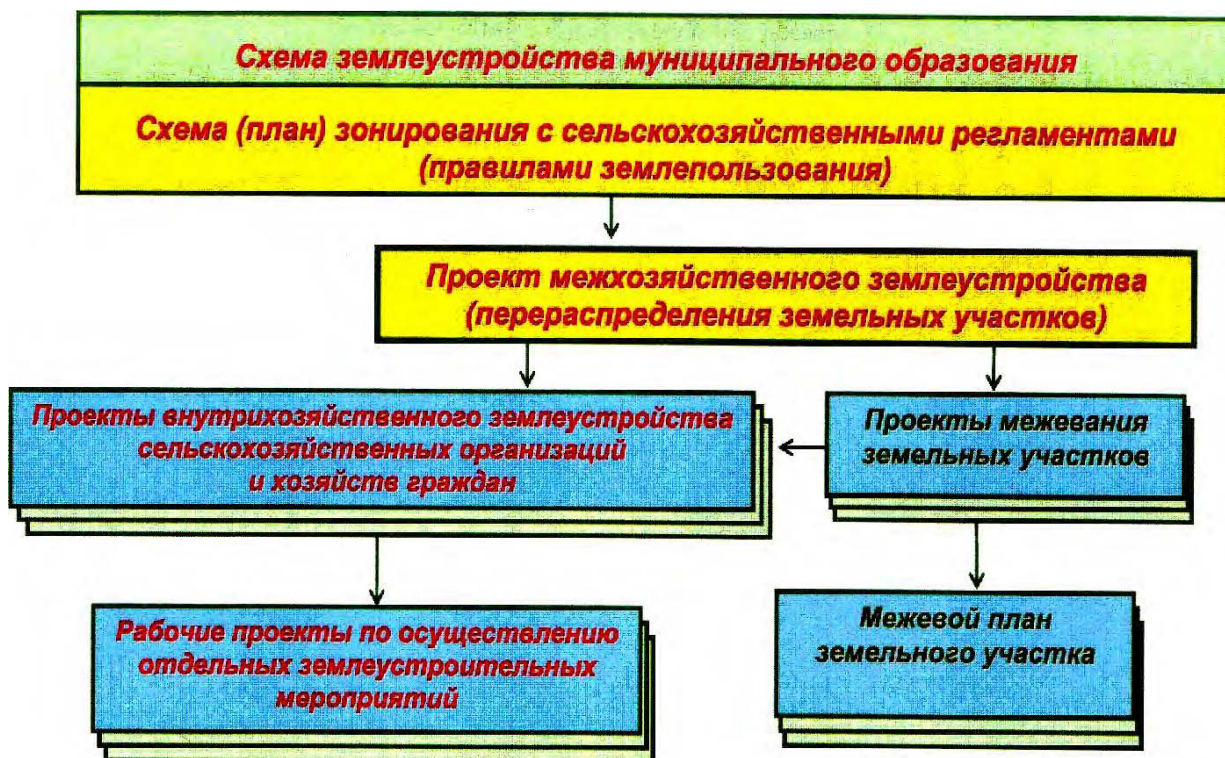 Схема землеустройства муниципального образования
Схема (план) зонирования с сельскохозяйственными регламентами
(правилами землепользования)
Проект межхозяйственного землеустройства
(перераспределения земельных участков)
Проекты внутрихозяйственного землеустройства
сельскохозяйственных организаций
и хозяйств граждан
Проекты межевания
земельных участков
Рабочие проекты по осуществлению
отдельных землеустроительных
мероприятий
Межевой план
земельного участка